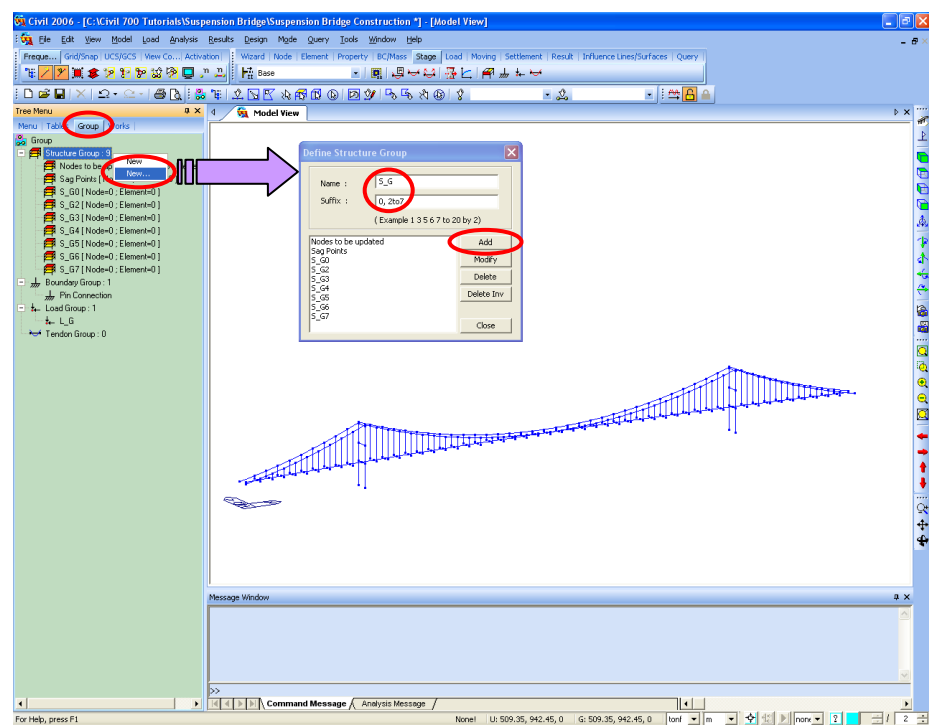 Civil 2006 - [C:\Civil 700 Tutorials\Suspension Bridge\Suspension Bridge Construction *] - [Model View]
File Edit View Model Load Analysis Results Design Mode Query Tools Window Help
Freque... Grid/Snap UCS/GCS View Co... Activation Wizard Node Element Property BC/Mass Stage Load Moving Settlement Result Influence Lines/Surfaces Query
Base
Tree Menu
Model View
Menu Tables Group Works
Group
Structure Group : 9
New
New...
Nodes to be up
Sag Points [
S_G0 [ Node=0 ; Element=0 ]
S_G2 [ Node=0 ; Element=0 ]
S_G3 [ Node=0 ; Element=0 ]
S_G4 [ Node=0 ; Element=0 ]
S_G5 [ Node=0 ; Element=0 ]
S_G6 [ Node=0 ; Element=0 ]
S_G7 [ Node=0 ; Element=0 ]
Boundary Group : 1
Pin Connection
Load Group : 1
L_G
Tendon Group : 0
Define Structure Group
Name : S_G
Suffix : 0, 2to7
( Example 1 3 5 6 7 to 20 by 2)
Nodes to be updated
Sag Points
S_G0
S_G2
S_G3
S_G4
S_G5
S_G6
S_G7
Add
Modify
Delete
Delete Inv
Close
Message Window
>>
Command Message Analysis Message
For Help, press F1
None! U: 509.35, 942.45, 0 G: 509.35, 942.45, 0 tonf m none ? / 2